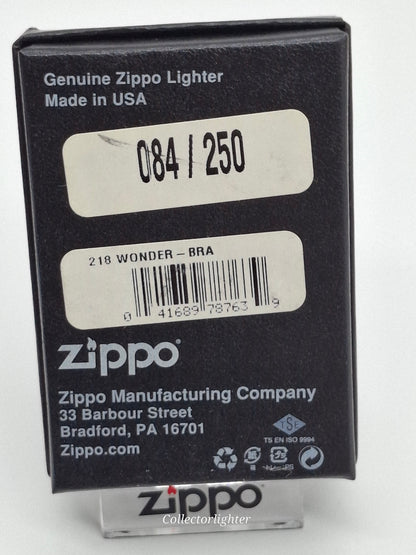 Genuine Zippo Lighter
Made in USA
084 / 250
218 WONDER-BRA
0 41689 78763 9
zippo
Zippo Manufacturing Company
33 Barbour Street
Bradford, PA 16701
Zippo.com
TSE
TS EN ISO 9994
zippo
Collectorlighter